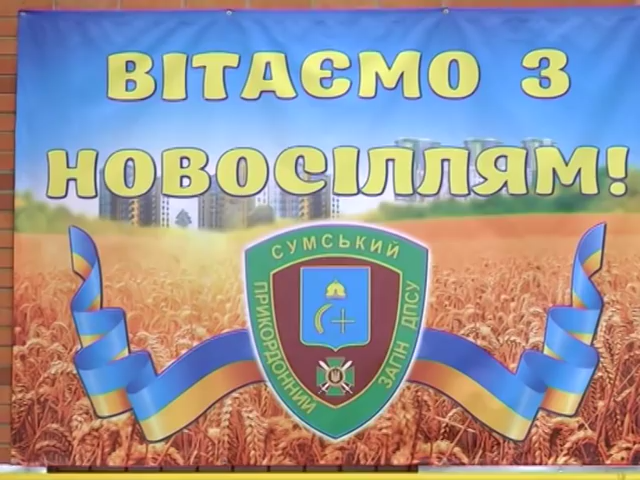 ВІТАЄМО З
НОВОСІЛЛЯМ!
СУМСЬКИЙ
ПРИКОРДОННИЙ
ЗАГІН ДПСУ